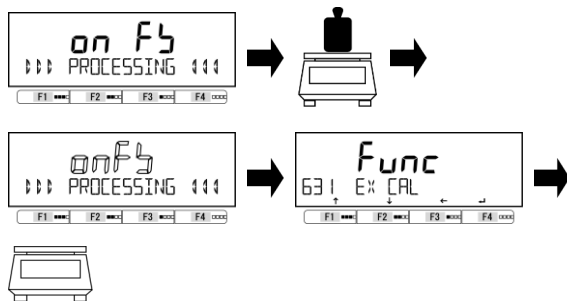 on FS
PROCESSING
F1 F2 F3 F4
onFS
PROCESSING
F1 F2 F3 F4
Func
631 EX CAL
↑ ↓ ← ↵
F1 F2 F3 F4